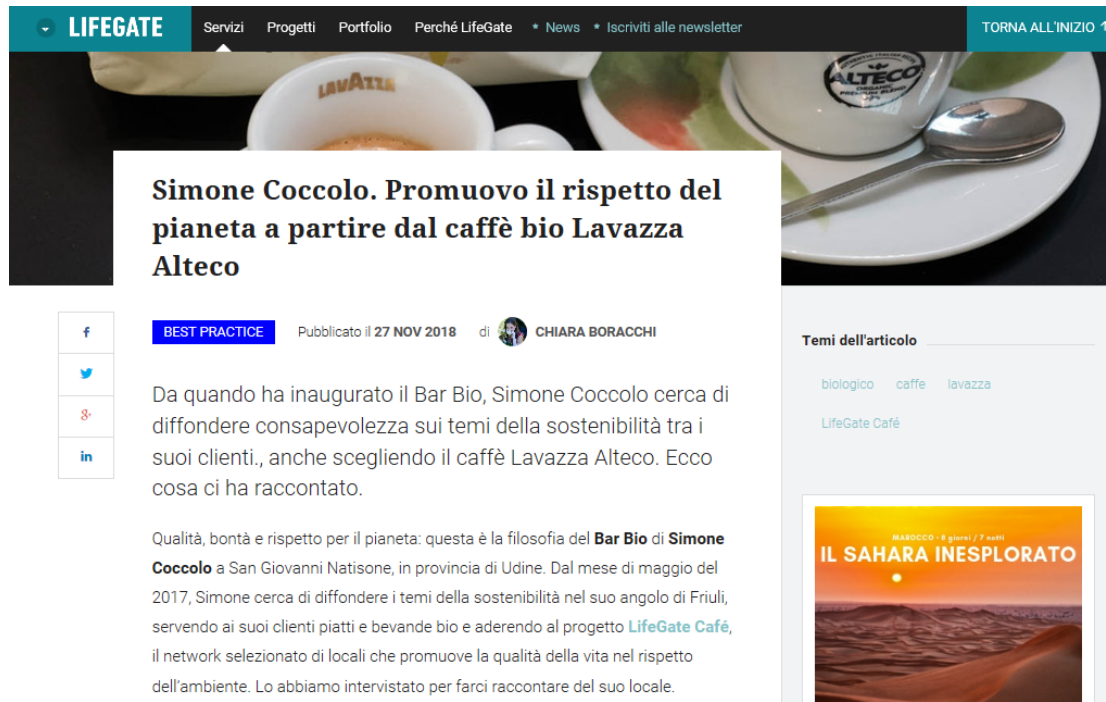 LIFEGATE
Servizi Progetti Portfolio Perché LifeGate * News * Iscriviti alle newsletter
TORNA ALL'INIZIO
LAVAZZA
ALTECO
ORGANIC
PREMIUM BLEND
Simone Coccolo. Promuovo il rispetto del
pianeta a partire dal caffè bio Lavazza
Alteco
BEST PRACTICE Pubblicato il 27 NOV 2018 di CHIARA BORACCHI
Da quando ha inaugurato il Bar Bio, Simone Coccolo cerca di
diffondere consapevolezza sui temi della sostenibilità tra i
suoi clienti., anche scegliendo il caffè Lavazza Alteco. Ecco
cosa ci ha raccontato.
Qualità, bontà e rispetto per il pianeta: questa è la filosofia del Bar Bio di Simone
Coccolo a San Giovanni Natisone, in provincia di Udine. Dal mese di maggio del
2017, Simone cerca di diffondere i temi della sostenibilità nel suo angolo di Friuli,
servendo ai suoi clienti piatti e bevande bio e aderendo al progetto LifeGate Café,
il network selezionato di locali che promuove la qualità della vita nel rispetto
dell'ambiente. Lo abbiamo intervistato per farci raccontare del suo locale.
Temi dell'articolo
biologico caffe lavazza
LifeGate Café
MAROCCO - 8 giorni / 7 notti
IL SAHARA INESPLORATO